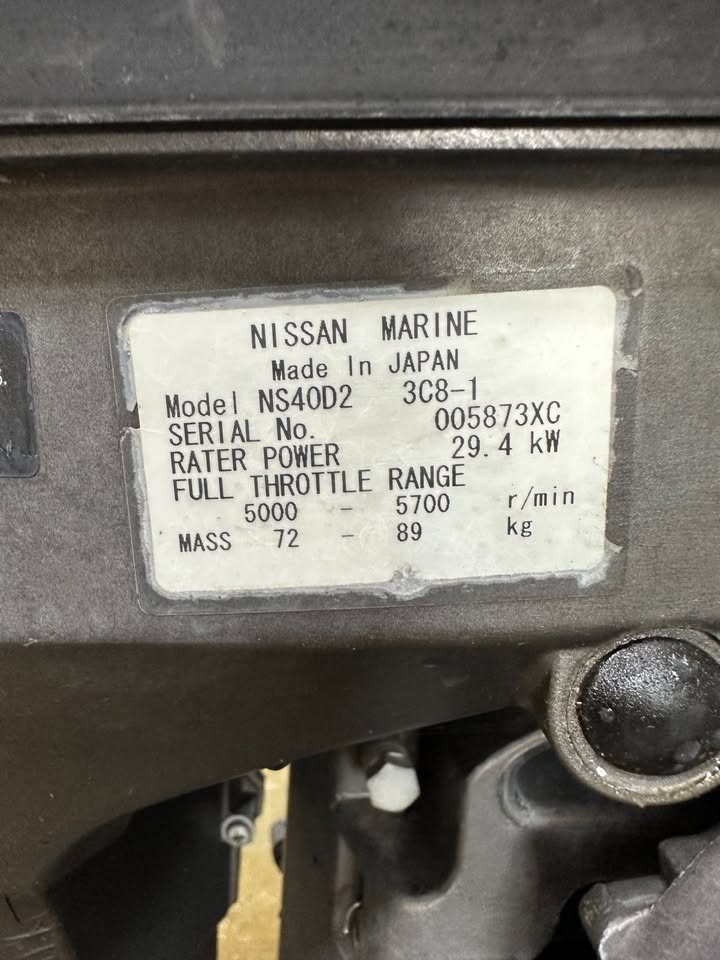 NISSAN MARINE
Made In JAPAN
Model NS40D2 3C8-1
SERIAL No. 005873XC
RATER POWER 29.4 kW
FULL THROTTLE RANGE
5000 - 5700 r/min
MASS 72 - 89 kg